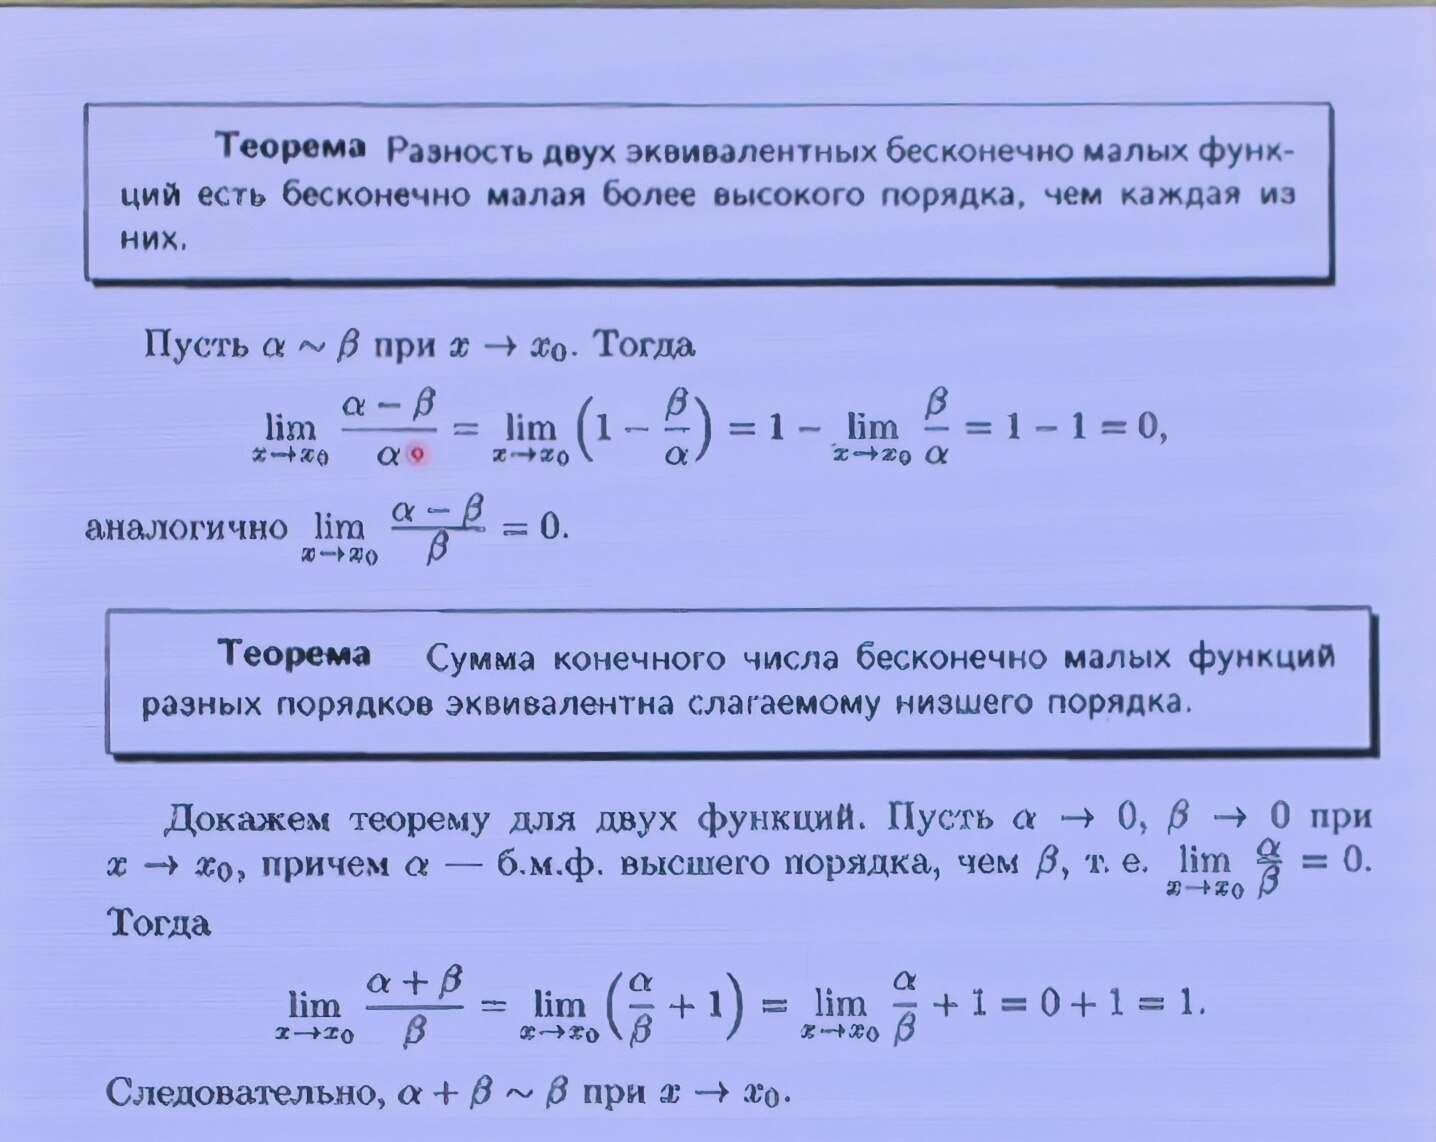 Теорема Разность двух эквивалентных бесконечно малых функ-
ций есть бесконечно малая более высокого порядка, чем каждая из
них.
Пусть α ~ β при x → x₀. Тогда
lim_{x→x₀} (α − β)/α = lim_{x→x₀} (1 − β/α) = 1 − lim_{x→x₀} β/α = 1 − 1 = 0,
аналогично lim_{x→x₀} (α − β)/β = 0.
Теорема Сумма конечного числа бесконечно малых функций
разных порядков эквивалентна слагаемому низшего порядка.
Докажем теорему для двух функций. Пусть α → 0, β → 0 при
x → x₀, причем α — б.м.ф. высшего порядка, чем β, т. е. lim_{x→x₀} α/β = 0.
Тогда
lim_{x→x₀} (α + β)/β = lim_{x→x₀} (α/β + 1) = lim_{x→x₀} α/β + 1 = 0 + 1 = 1.
Следовательно, α + β ~ β при x → x₀.